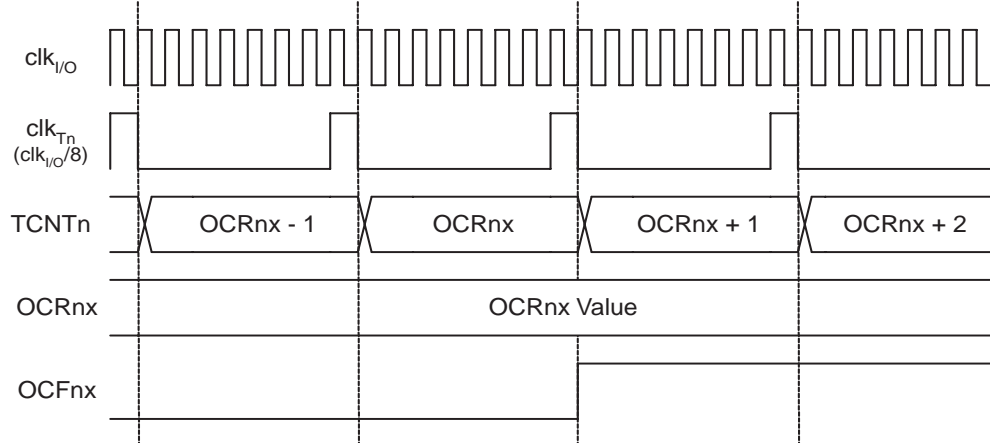 clkI/O
clkTn
(clkI/O/8)
TCNTn
OCRnx - 1
OCRnx
OCRnx + 1
OCRnx + 2
OCRnx
OCRnx Value
OCFnx